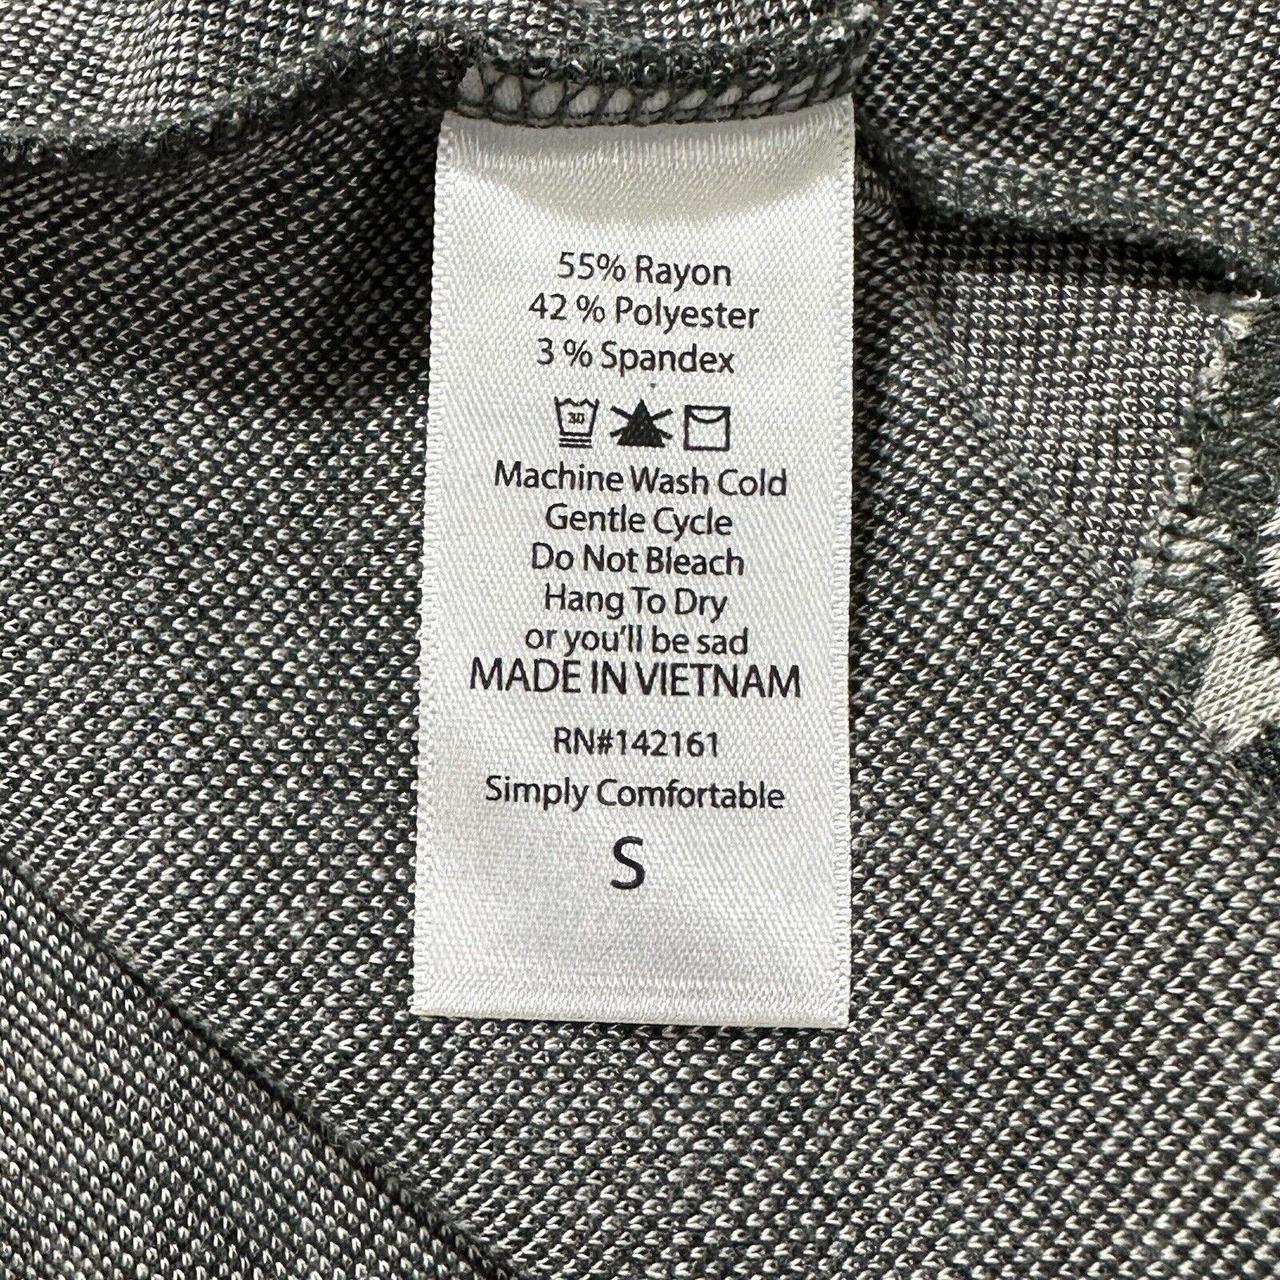 55% Rayon
42 % Polyester
3 % Spandex
30
Machine Wash Cold
Gentle Cycle
Do Not Bleach
Hang To Dry
or you'll be sad
MADE IN VIETNAM
RN#142161
Simply Comfortable
S